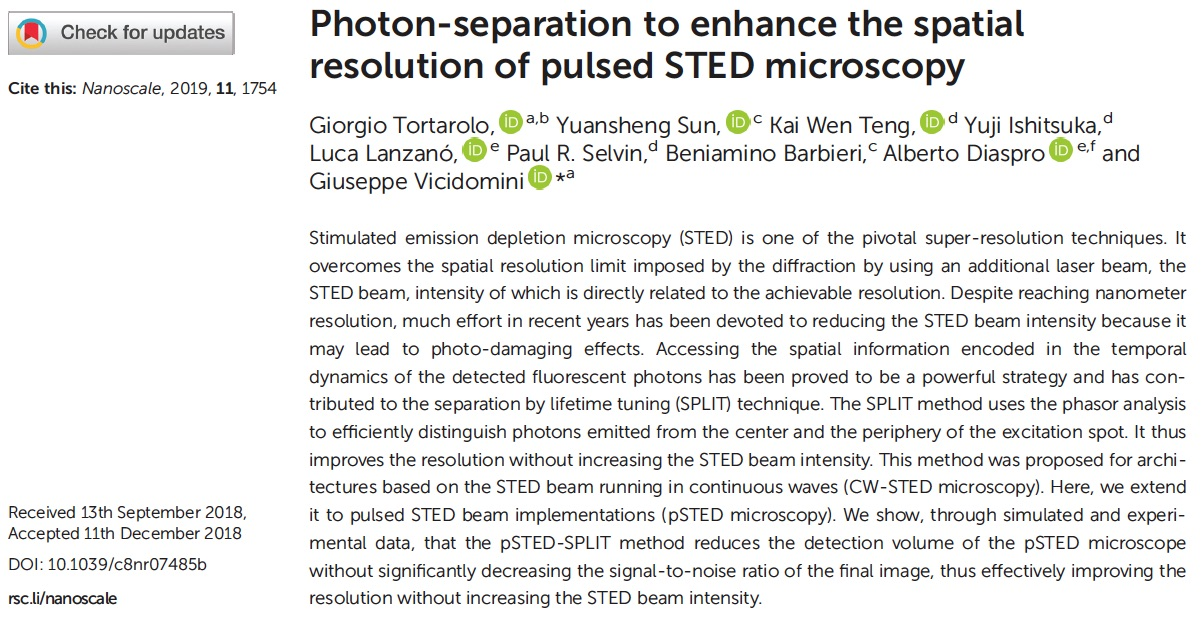 Check for updates
Cite this: Nanoscale, 2019, 11, 1754
Photon-separation to enhance the spatial
resolution of pulsed STED microscopy
Giorgio Tortarolo, iD a,b Yuansheng Sun, iD c Kai Wen Teng, iD d Yuji Ishitsuka,d
Luca Lanzanó, iD e Paul R. Selvin,d Beniamino Barbieri,c Alberto Diaspro iD e,f and
Giuseppe Vicidomini iD *a
Stimulated emission depletion microscopy (STED) is one of the pivotal super-resolution techniques. It
overcomes the spatial resolution limit imposed by the diffraction by using an additional laser beam, the
STED beam, intensity of which is directly related to the achievable resolution. Despite reaching nanometer
resolution, much effort in recent years has been devoted to reducing the STED beam intensity because it
may lead to photo-damaging effects. Accessing the spatial information encoded in the temporal
dynamics of the detected fluorescent photons has been proved to be a powerful strategy and has con-
tributed to the separation by lifetime tuning (SPLIT) technique. The SPLIT method uses the phasor analysis
to efficiently distinguish photons emitted from the center and the periphery of the excitation spot. It thus
improves the resolution without increasing the STED beam intensity. This method was proposed for archi-
tectures based on the STED beam running in continuous waves (CW-STED microscopy). Here, we extend
it to pulsed STED beam implementations (pSTED microscopy). We show, through simulated and experi-
mental data, that the pSTED-SPLIT method reduces the detection volume of the pSTED microscope
without significantly decreasing the signal-to-noise ratio of the final image, thus effectively improving the
resolution without increasing the STED beam intensity.
Received 13th September 2018,
Accepted 11th December 2018
DOI: 10.1039/c8nr07485b
rsc.li/nanoscale